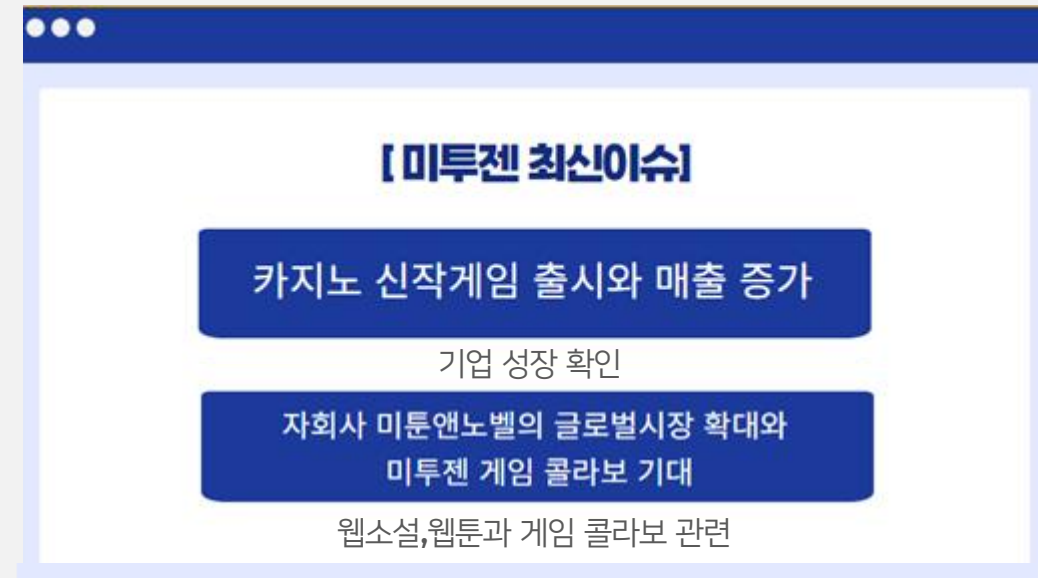 [ 미투젠 최신이슈]
카지노 신작게임 출시와 매출 증가
기업 성장 확인
자회사 미툰앤노벨의 글로벌시장 확대와
미투젠 게임 콜라보 기대
웹소설,웹툰과 게임 콜라보 관련